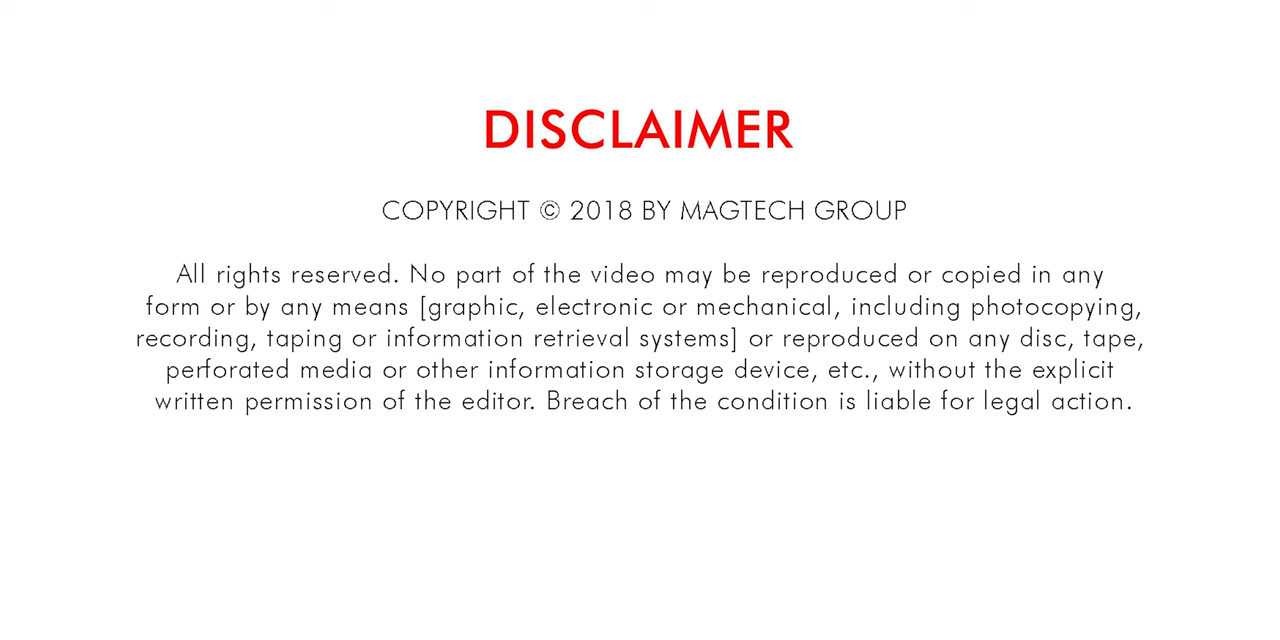 DISCLAIMER
COPYRIGHT © 2018 BY MAGTECH GROUP
All rights reserved. No part of the video may be reproduced or copied in any
form or by any means [graphic, electronic or mechanical, including photocopying,
recording, taping or information retrieval systems] or reproduced on any disc, tape,
perforated media or other information storage device, etc., without the explicit
written permission of the editor. Breach of the condition is liable for legal action.